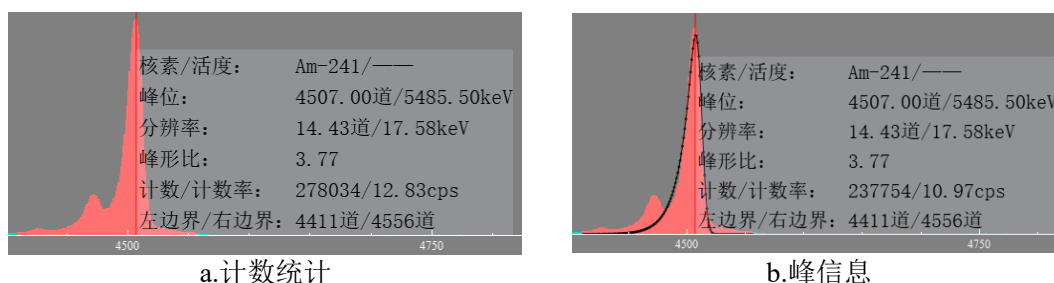 核素/活度： Am-241/——
峰位： 4507.00道/5485.50keV
分辨率： 14.43道/17.58keV
峰形比： 3.77
计数/计数率： 278034/12.83cps
左边界/右边界：4411道/4556道
4500 4750
a.计数统计
核素/活度： Am-241/——
峰位： 4507.00道/5485.50keV
分辨率： 14.43道/17.58keV
峰形比： 3.77
计数/计数率： 237754/10.97cps
左边界/右边界：4411道/4556道
4500 4750
b.峰信息